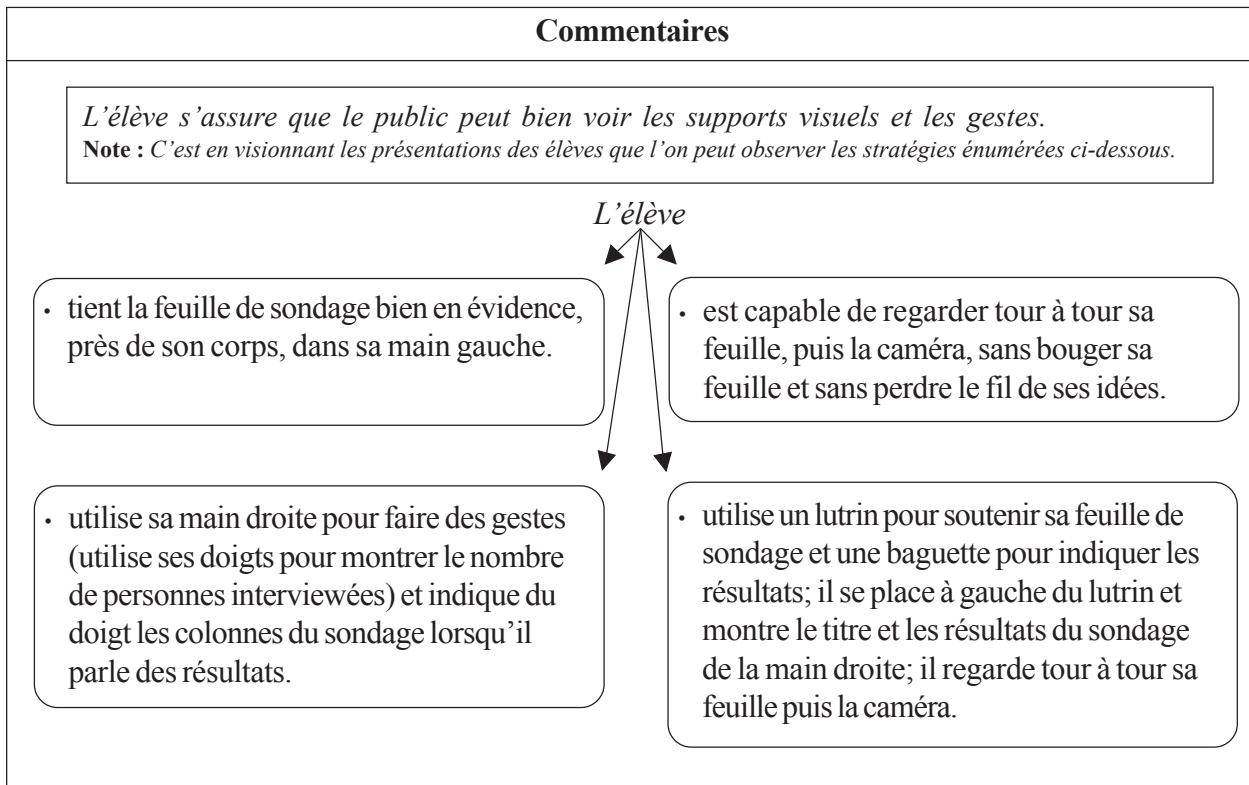 Commentaires
L'élève s'assure que le public peut bien voir les supports visuels et les gestes.
Note : C'est en visionnant les présentations des élèves que l'on peut observer les stratégies énumérées ci-dessous.
L'élève
• tient la feuille de sondage bien en évidence,
près de son corps, dans sa main gauche.
• est capable de regarder tour à tour sa
feuille, puis la caméra, sans bouger sa
feuille et sans perdre le fil de ses idées.
• utilise sa main droite pour faire des gestes
(utilise ses doigts pour montrer le nombre
de personnes interviewées) et indique du
doigt les colonnes du sondage lorsqu'il
parle des résultats.
• utilise un lutrin pour soutenir sa feuille de
sondage et une baguette pour indiquer les
résultats; il se place à gauche du lutrin et
montre le titre et les résultats du sondage
de la main droite; il regarde tour à tour sa
feuille puis la caméra.